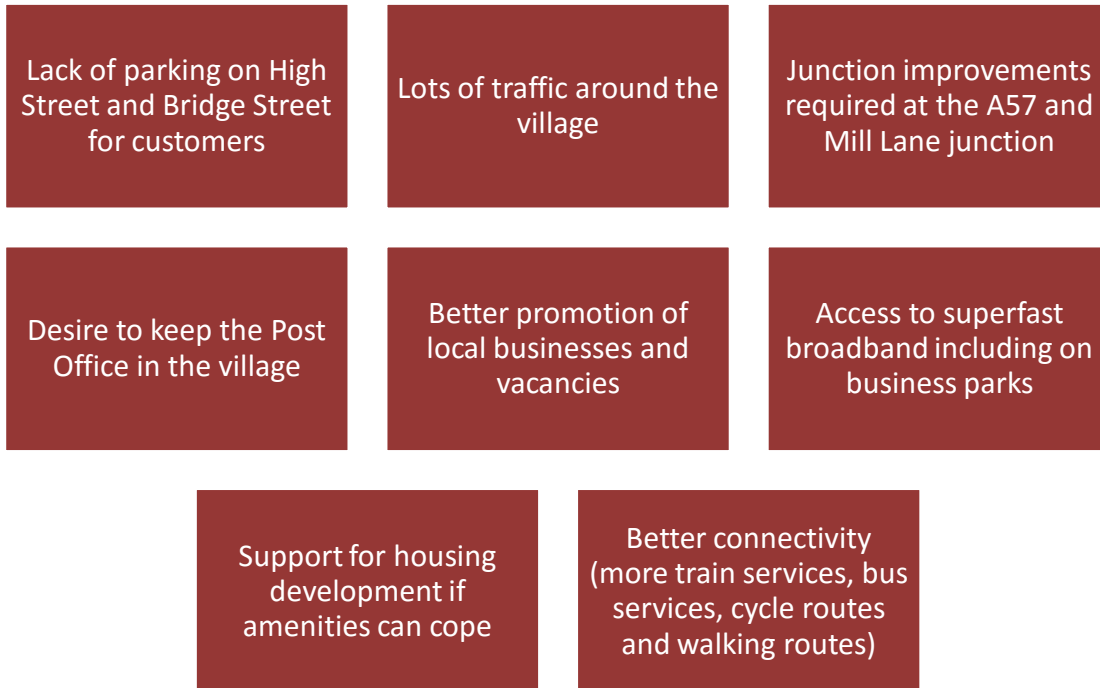 Lack of parking on High
Street and Bridge Street
for customers
Lots of traffic around the
village
Junction improvements
required at the A57 and
Mill Lane junction
Desire to keep the Post
Office in the village
Better promotion of
local businesses and
vacancies
Access to superfast
broadband including on
business parks
Support for housing
development if
amenities can cope
Better connectivity
(more train services, bus
services, cycle routes
and walking routes)